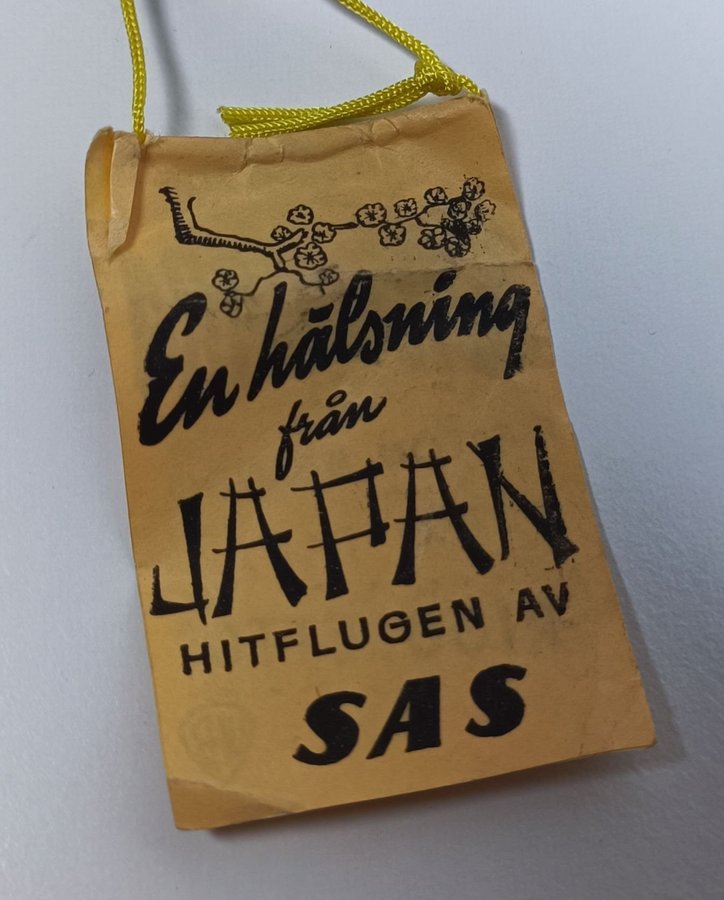 En hälsning
från
JAPAN
HITFLUGEN AV
SAS